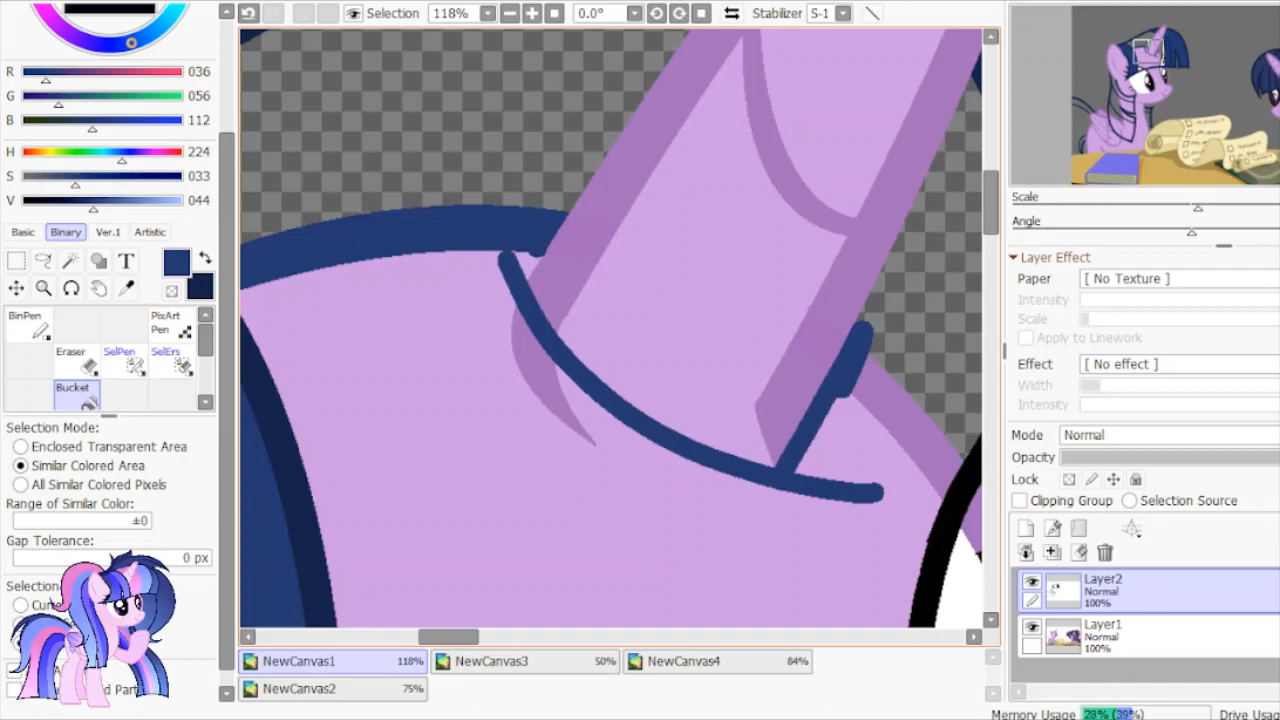 Selection 118% 0.0° Stabilizer S-1
R 036
G 056
B 112
H 224
S 033
V 044
Basic Binary Ver.1 Artistic
T
BinPen PicArt
Pen
Eraser SelPen SelErs
Bucket
Selection Mode:
Enclosed Transparent Area
Similar Colored Area
All Similar Colored Pixels
Range of Similar Color:
±0
Gap Tolerance:
0 px
Selection
NewCanvas1 118%
NewCanvas3 50%
NewCanvas4 84%
NewCanvas2 75%
Scale
Angle
Layer Effect
Paper [ No Texture ]
Intensity
Scale
Apply to Linework
Effect [ No effect ]
Width
Intensity
Mode Normal
Opacity
Lock
Clipping Group Selection Source
Layer2
Normal
100%
Layer1
Normal
100%
Memory Usage 28% (39%) Drive Usa